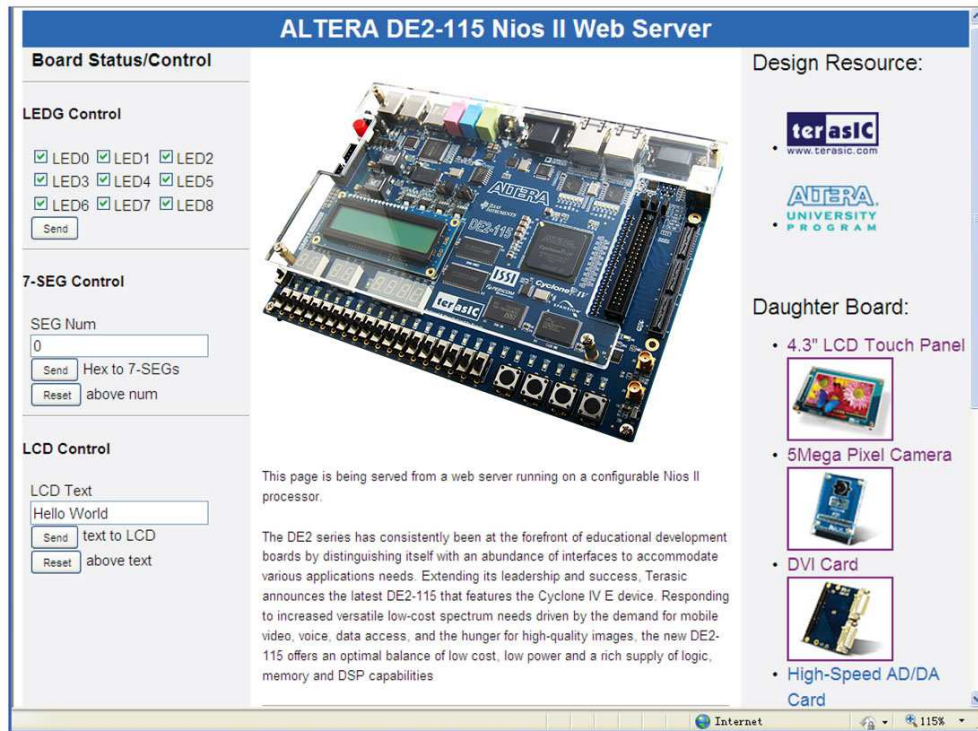 ALTERA DE2-115 Nios II Web Server
Board Status/Control
LEDG Control
LED0 LED1 LED2
LED3 LED4 LED5
LED6 LED7 LED8
Send
7-SEG Control
SEG Num
0
Send Hex to 7-SEGs
Reset above num
LCD Control
LCD Text
Hello World
Send text to LCD
Reset above text
ALTERA
TEXAS INSTRUMENTS
DE2-115
ISSI
Cyclone IV
terasIC
This page is being served from a web server running on a configurable Nios II
processor.
The DE2 series has consistently been at the forefront of educational development
boards by distinguishing itself with an abundance of interfaces to accommodate
various applications needs. Extending its leadership and success, Terasic
announces the latest DE2-115 that features the Cyclone IV E device. Responding
to increased versatile low-cost spectrum needs driven by the demand for mobile
video, voice, data access, and the hunger for high-quality images, the new DE2-
115 offers an optimal balance of low cost, low power and a rich supply of logic,
memory and DSP capabilities
Design Resource:
terasIC
www.terasic.com
ALTERA.
UNIVERSITY
PROGRAM
Daughter Board:
4.3" LCD Touch Panel
5Mega Pixel Camera
DVI Card
High-Speed AD/DA
Card
Internet
115%